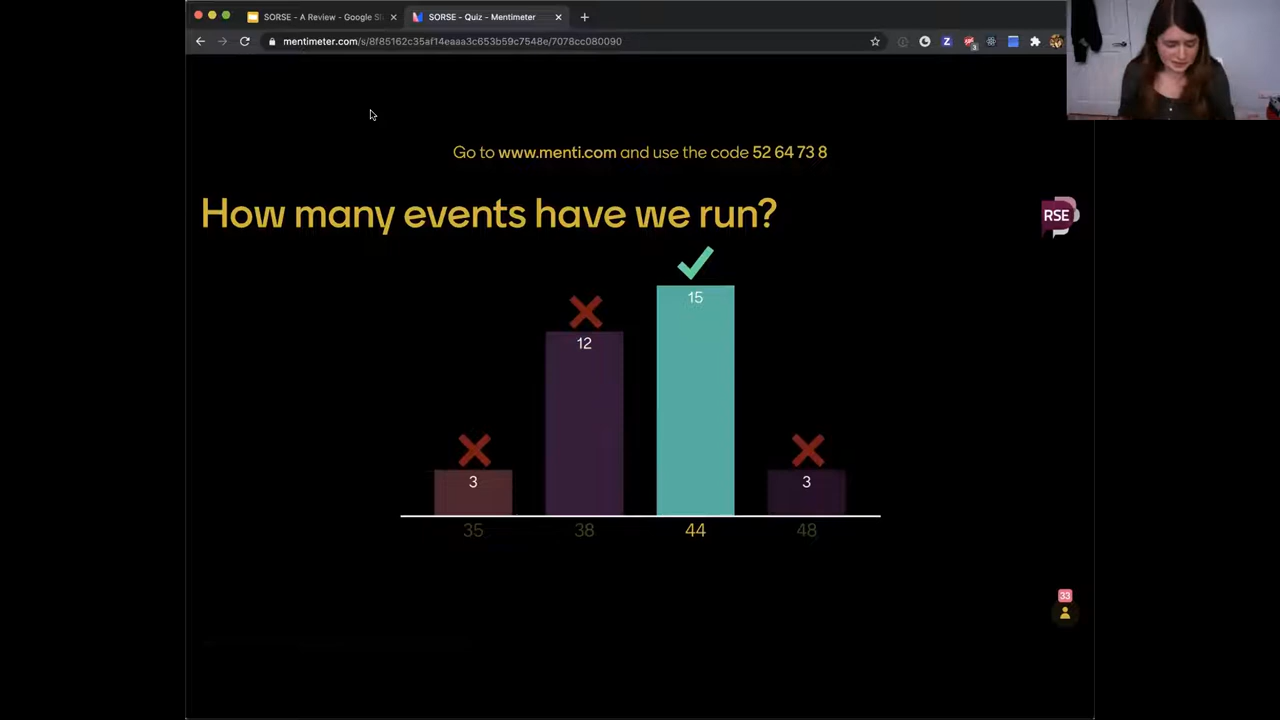 SORSE - A Review - Google Sl
SORSE - Quiz - Mentimeter
mentimeter.com/s/8f85162c35af14eaaa3c653b59c7548e/7078cc080090
Go to www.menti.com and use the code 52 64 73 8
How many events have we run?
RSE
15
12
3
3
35
38
44
48
33